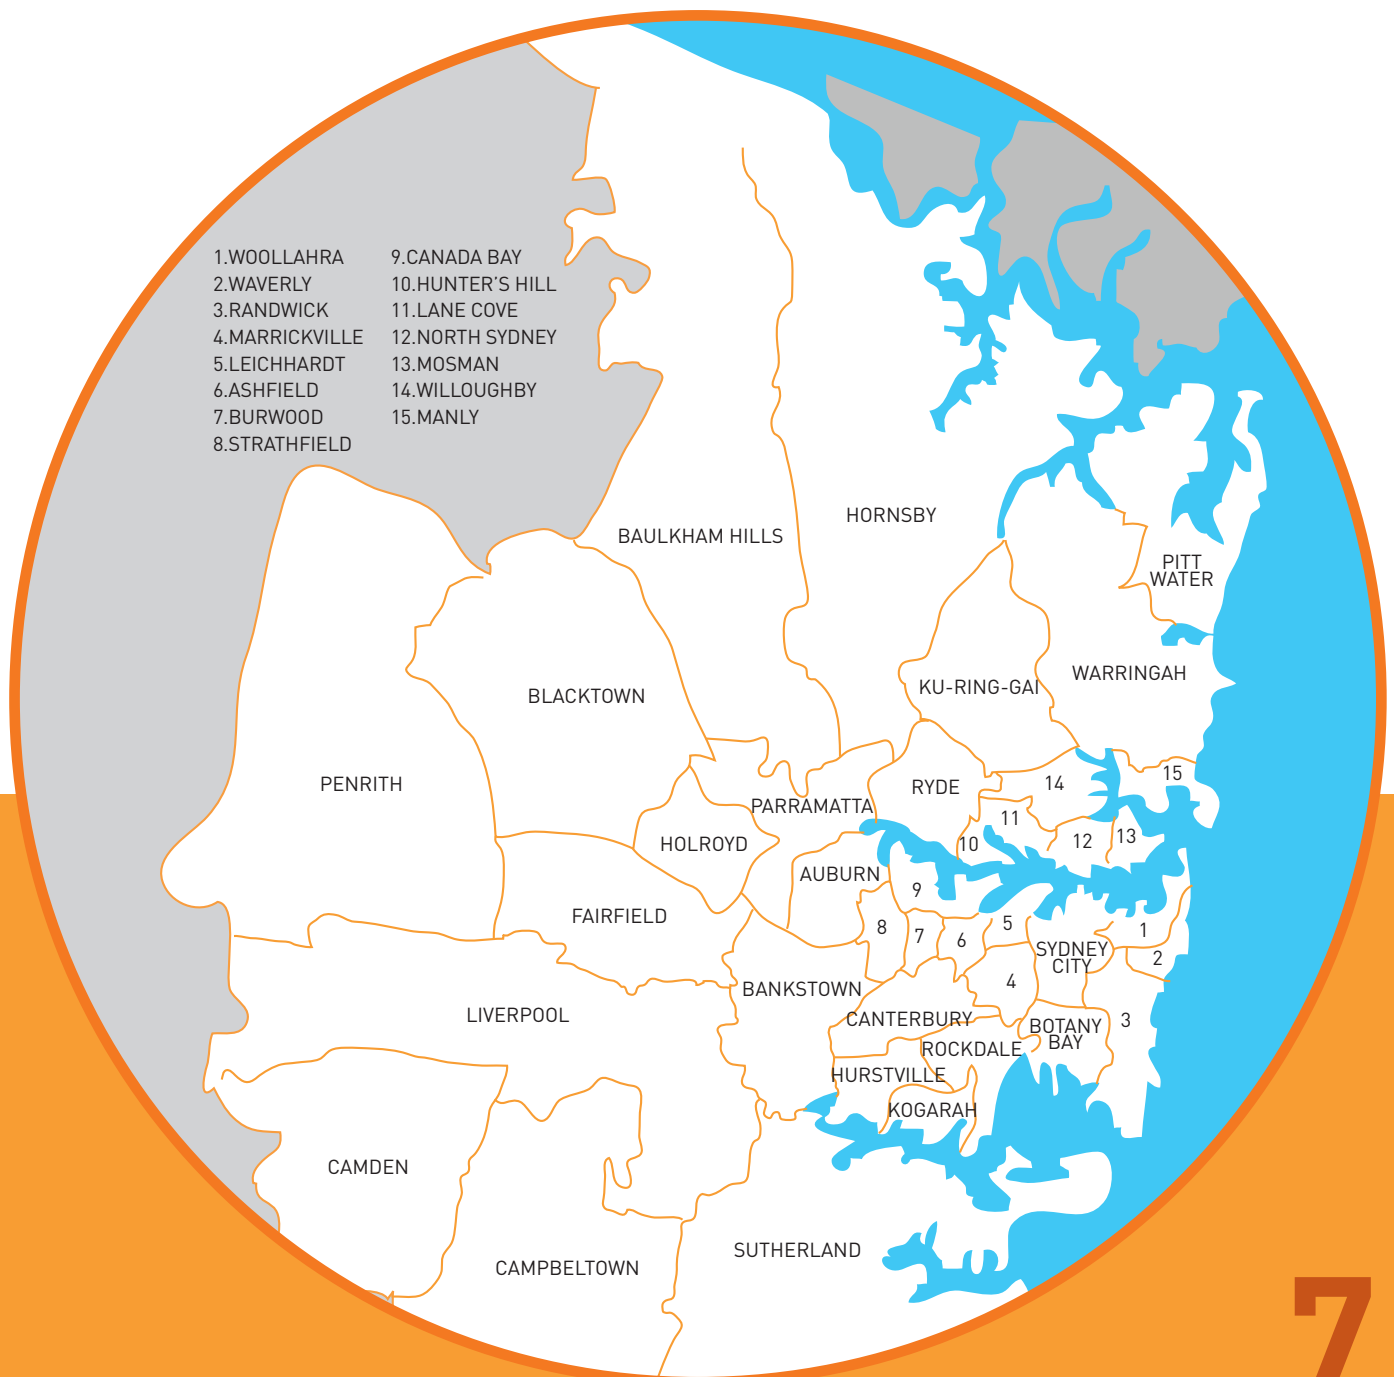 1.WOOLLAHRA
2.WAVERLY
3.RANDWICK
4.MARRICKVILLE
5.LEICHHARDT
6.ASHFIELD
7.BURWOOD
8.STRATHFIELD
9.CANADA BAY
10.HUNTER'S HILL
11.LANE COVE
12.NORTH SYDNEY
13.MOSMAN
14.WILLOUGHBY
15.MANLY
HORNSBY
BAULKHAM HILLS
PITT
WATER
WARRINGAH
KU-RING-GAI
BLACKTOWN
PENRITH
RYDE
14
15
PARRAMATTA
11
13
12
10
HOLROYD
AUBURN
9
FAIRFIELD
8
7
6
5
1
SYDNEY
CITY
2
4
BANKSTOWN
LIVERPOOL
CANTERBURY
BOTANY
BAY
3
ROCKDALE
HURSTVILLE
KOGARAH
CAMDEN
SUTHERLAND
CAMPBELTOWN
7